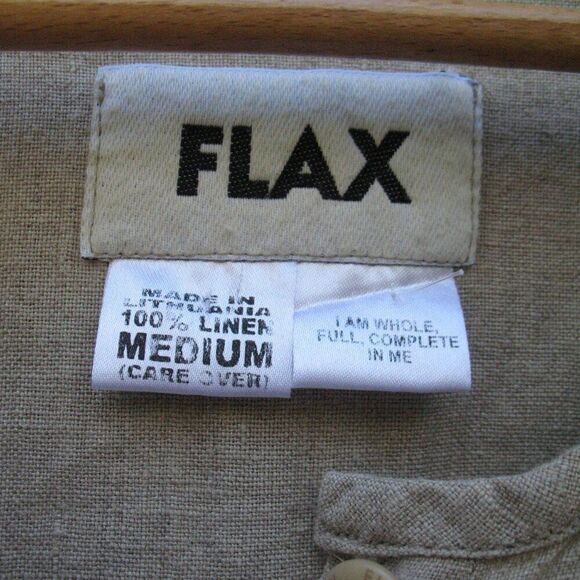 FLAX
MADE IN
LITHUANIA
100% LINEN
MEDIUM
(CARE OVER)
I AM WHOLE,
FULL, COMPLETE
IN ME